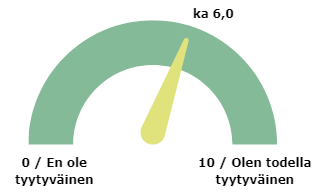 ka 6,0
0 / En ole
tyytyväinen
10 / Olen todella
tyytyväinen